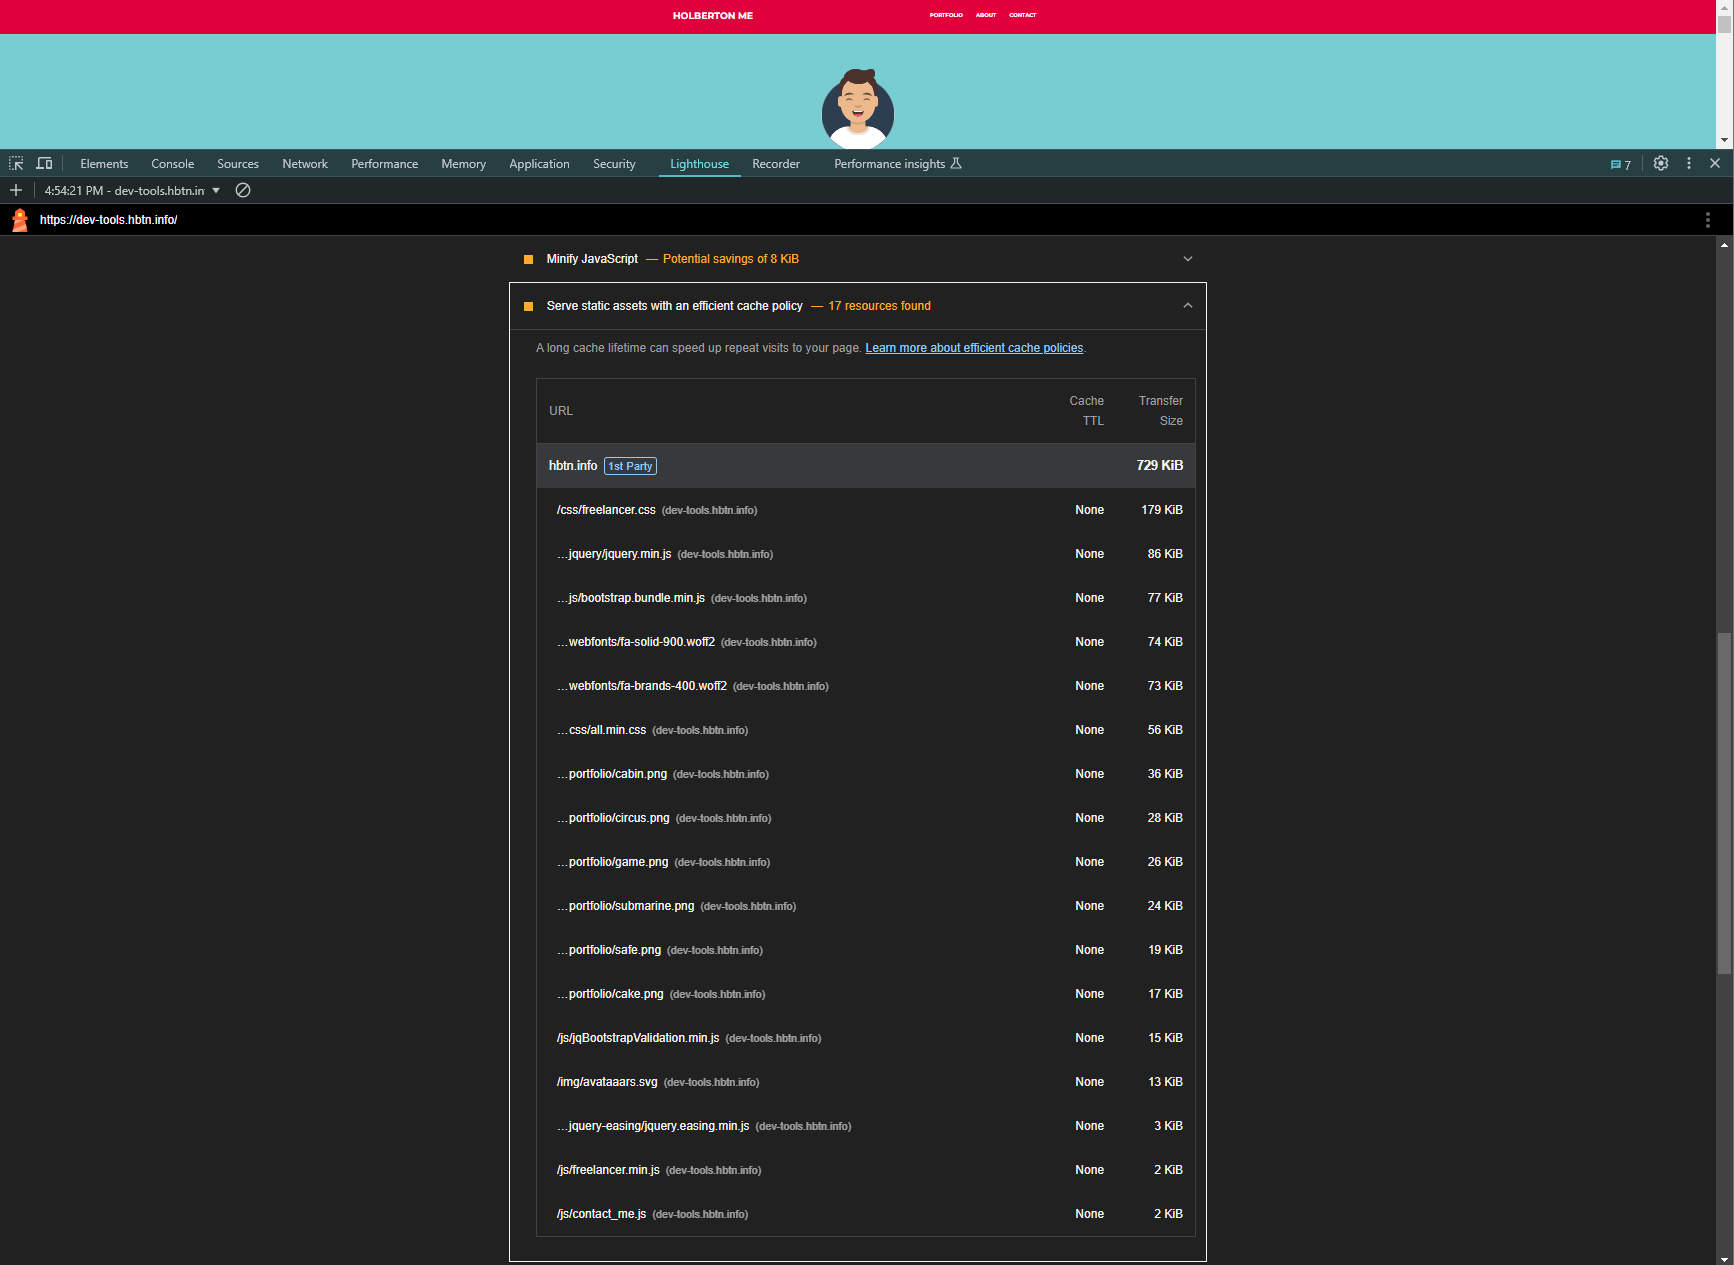 HOLBERTON ME
PORTFOLIO ABOUT CONTACT
Elements Console Sources Network Performance Memory Application Security Lighthouse Recorder Performance insights 7
4:54:21 PM - dev-tools.hbtn.in
https://dev-tools.hbtn.info/
Minify JavaScript — Potential savings of 8 KiB
Serve static assets with an efficient cache policy — 17 resources found
A long cache lifetime can speed up repeat visits to your page. Learn more about efficient cache policies.
URL Cache TTL Transfer Size
hbtn.info 1st Party 729 KiB
/css/freelancer.css (dev-tools.hbtn.info) None 179 KiB
…jquery/jquery.min.js (dev-tools.hbtn.info) None 86 KiB
…js/bootstrap.bundle.min.js (dev-tools.hbtn.info) None 77 KiB
…webfonts/fa-solid-900.woff2 (dev-tools.hbtn.info) None 74 KiB
…webfonts/fa-brands-400.woff2 (dev-tools.hbtn.info) None 73 KiB
…css/all.min.css (dev-tools.hbtn.info) None 56 KiB
…portfolio/cabin.png (dev-tools.hbtn.info) None 36 KiB
…portfolio/circus.png (dev-tools.hbtn.info) None 28 KiB
…portfolio/game.png (dev-tools.hbtn.info) None 26 KiB
…portfolio/submarine.png (dev-tools.hbtn.info) None 24 KiB
…portfolio/safe.png (dev-tools.hbtn.info) None 19 KiB
…portfolio/cake.png (dev-tools.hbtn.info) None 17 KiB
/js/jqBootstrapValidation.min.js (dev-tools.hbtn.info) None 15 KiB
/img/avataaars.svg (dev-tools.hbtn.info) None 13 KiB
…jquery-easing/jquery.easing.min.js (dev-tools.hbtn.info) None 3 KiB
/js/freelancer.min.js (dev-tools.hbtn.info) None 2 KiB
/js/contact_me.js (dev-tools.hbtn.info) None 2 KiB